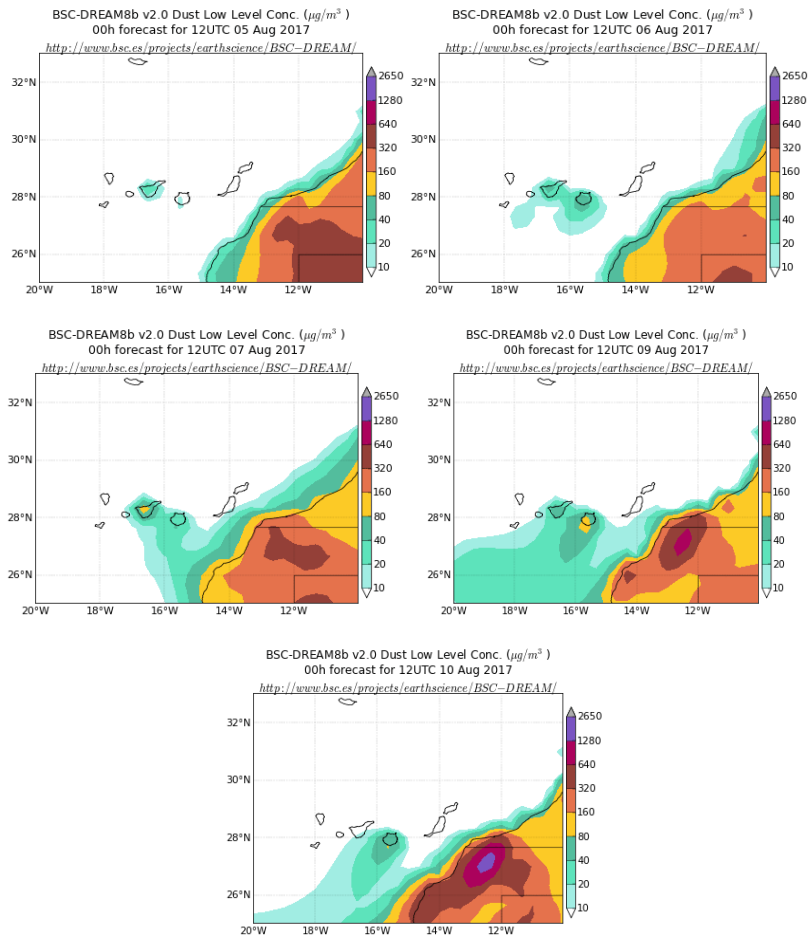 BSC-DREAM8b v2.0 Dust Low Level Conc. (μg/m³ )
00h forecast for 12UTC 05 Aug 2017
http://www.bsc.es/projects/earthscience/BSC−DREAM/
32°N
30°N
28°N
26°N
20°W 18°W 16°W 14°W 12°W
2650
1280
640
320
160
80
40
20
10
BSC-DREAM8b v2.0 Dust Low Level Conc. (μg/m³ )
00h forecast for 12UTC 06 Aug 2017
http://www.bsc.es/projects/earthscience/BSC−DREAM/
32°N
30°N
28°N
26°N
20°W 18°W 16°W 14°W 12°W
2650
1280
640
320
160
80
40
20
10
BSC-DREAM8b v2.0 Dust Low Level Conc. (μg/m³ )
00h forecast for 12UTC 07 Aug 2017
http://www.bsc.es/projects/earthscience/BSC−DREAM/
32°N
30°N
28°N
26°N
20°W 18°W 16°W 14°W 12°W
2650
1280
640
320
160
80
40
20
10
BSC-DREAM8b v2.0 Dust Low Level Conc. (μg/m³ )
00h forecast for 12UTC 09 Aug 2017
http://www.bsc.es/projects/earthscience/BSC−DREAM/
32°N
30°N
28°N
26°N
20°W 18°W 16°W 14°W 12°W
2650
1280
640
320
160
80
40
20
10
BSC-DREAM8b v2.0 Dust Low Level Conc. (μg/m³ )
00h forecast for 12UTC 10 Aug 2017
http://www.bsc.es/projects/earthscience/BSC−DREAM/
32°N
30°N
28°N
26°N
20°W 18°W 16°W 14°W 12°W
2650
1280
640
320
160
80
40
20
10